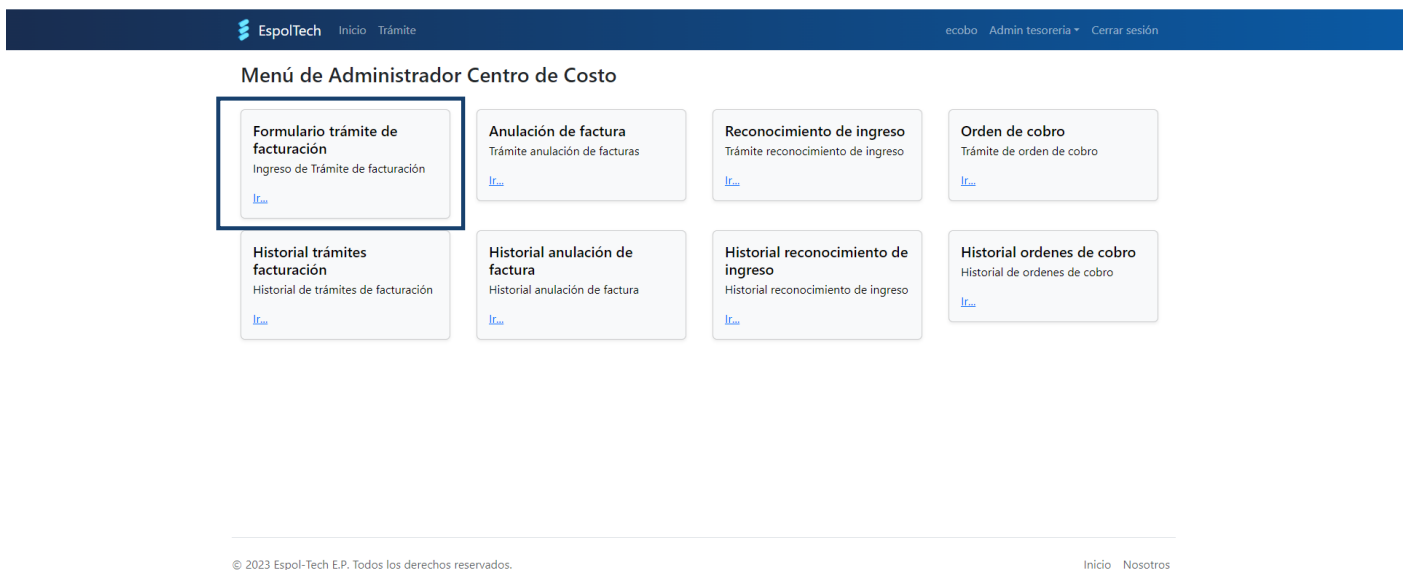 EspolTech Inicio Trámite ecobo Admin tesoreria Cerrar sesión
Menú de Administrador Centro de Costo
Formulario trámite de
facturación
Ingreso de Trámite de facturación
Ir...
Anulación de factura
Trámite anulación de facturas
Ir...
Reconocimiento de ingreso
Trámite reconocimiento de ingreso
Ir...
Orden de cobro
Trámite de orden de cobro
Ir...
Historial trámites
facturación
Historial de trámites de facturación
Ir...
Historial anulación de
factura
Historial anulación de factura
Ir...
Historial reconocimiento de
ingreso
Historial reconocimiento de ingreso
Ir...
Historial ordenes de cobro
Historial de ordenes de cobro
Ir...
© 2023 Espol-Tech E.P. Todos los derechos reservados. Inicio Nosotros